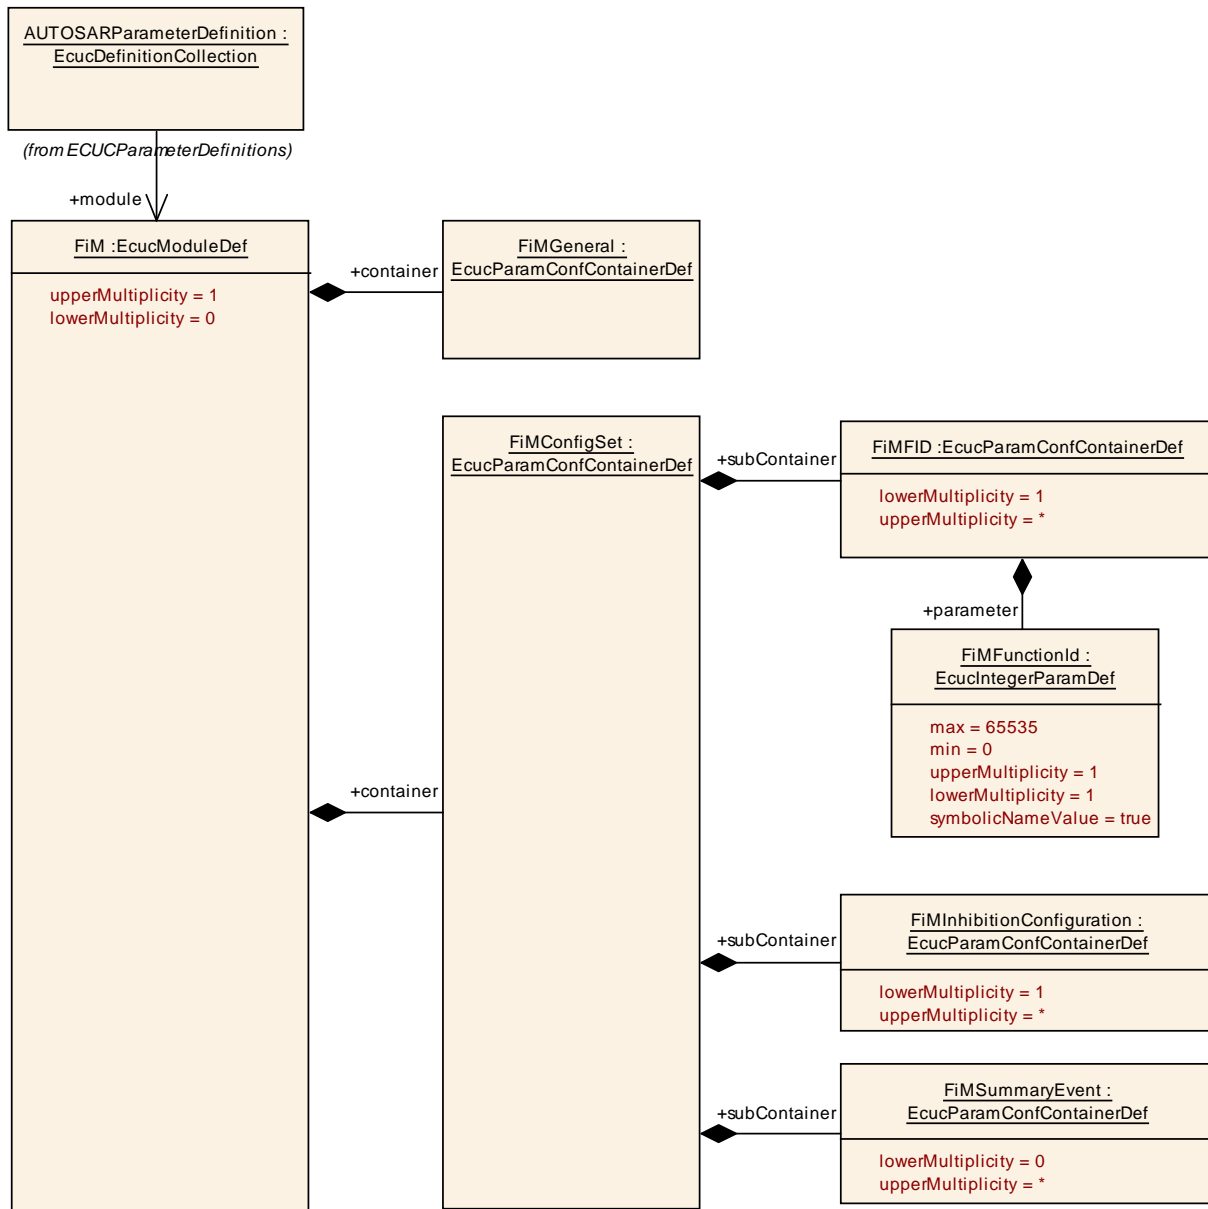 AUTOSARParameterDefinition :
EcucDefinitionCollection
(from ECUCParameterDefinitions)
+module
FiM :EcucModuleDef
upperMultiplicity = 1
lowerMultiplicity = 0
+container
FiMGeneral :
EcucParamConfContainerDef
+container
FiMConfigSet :
EcucParamConfContainerDef
+subContainer
FiMFID :EcucParamConfContainerDef
lowerMultiplicity = 1
upperMultiplicity = *
+parameter
FiMFunctionId :
EcucIntegerParamDef
max = 65535
min = 0
upperMultiplicity = 1
lowerMultiplicity = 1
symbolicNameValue = true
+subContainer
FiMInhibitionConfiguration :
EcucParamConfContainerDef
lowerMultiplicity = 1
upperMultiplicity = *
+subContainer
FiMSummaryEvent :
EcucParamConfContainerDef
lowerMultiplicity = 0
upperMultiplicity = *